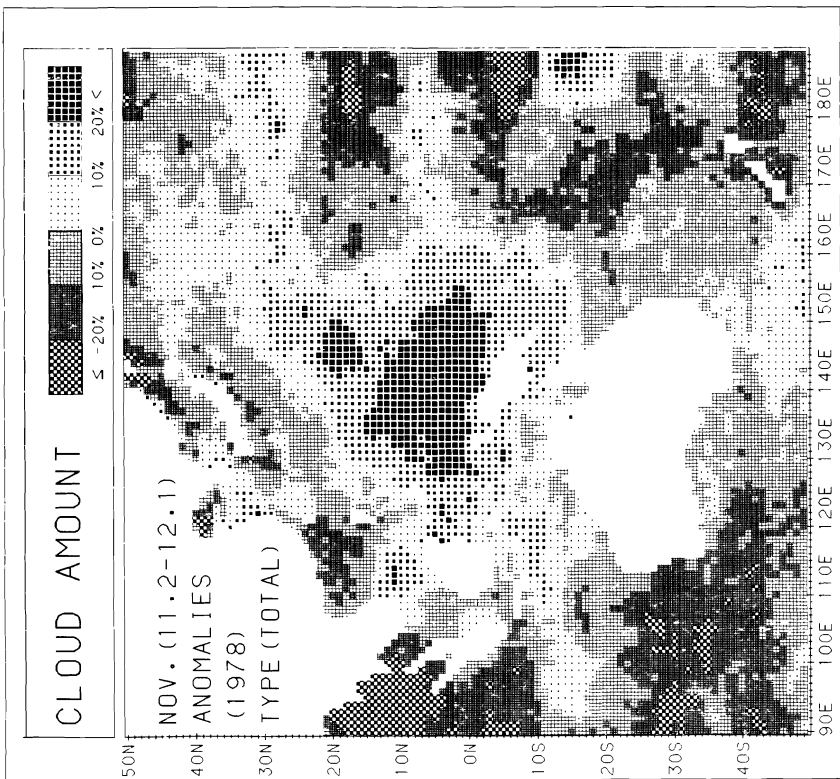 CLOUD AMOUNT
≤ -20% 10% 0% 10% 20% <
NOV. (11.2-12.1)
ANOMALIES
(1978)
TYPE (TOTAL)
50N
40N
30N
20N
10N
0N
10S
20S
30S
40S
90E 100E 110E 120E 130E 140E 150E 160E 170E 180E